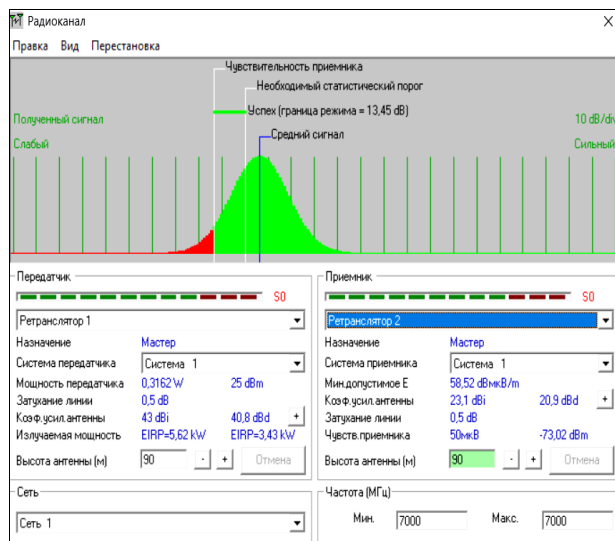 Радиоканал
Правка Вид Перестановка
Чувствительность приемника
Необходимый статистический порог
Успех (граница режима = 13,45 dB)
Полученный сигнал 10 dB/div
Средний сигнал
Слабый Сильный
Передатчик
S0
Ретранслятор 1
Назначение Мастер
Система передатчика Система 1
Мощность передатчика 0,3162 W 25 dBm
Затухание линии 0,5 dB
Коэф.усил.антенны 43 dBi 40,8 dBd +
Излучаемая мощность EIRP=5,62 kW EIRP=3,43 kW
Высота антенны (м) 90 - + Отмена
Приемник
S0
Ретранслятор 2
Назначение Мастер
Система приемника Система 1
Мин.допустимое E 58,52 dBмкВ/m
Коэф.усил.антенны 23,1 dBi 20,9 dBd +
Затухание линии 0,5 dB
Чувств.приемника 50мкВ -73,02 dBm
Высота антенны (м) 90 - + Отмена
Сеть
Сеть 1
Частота (МГц)
Мин. 7000 Макс. 7000